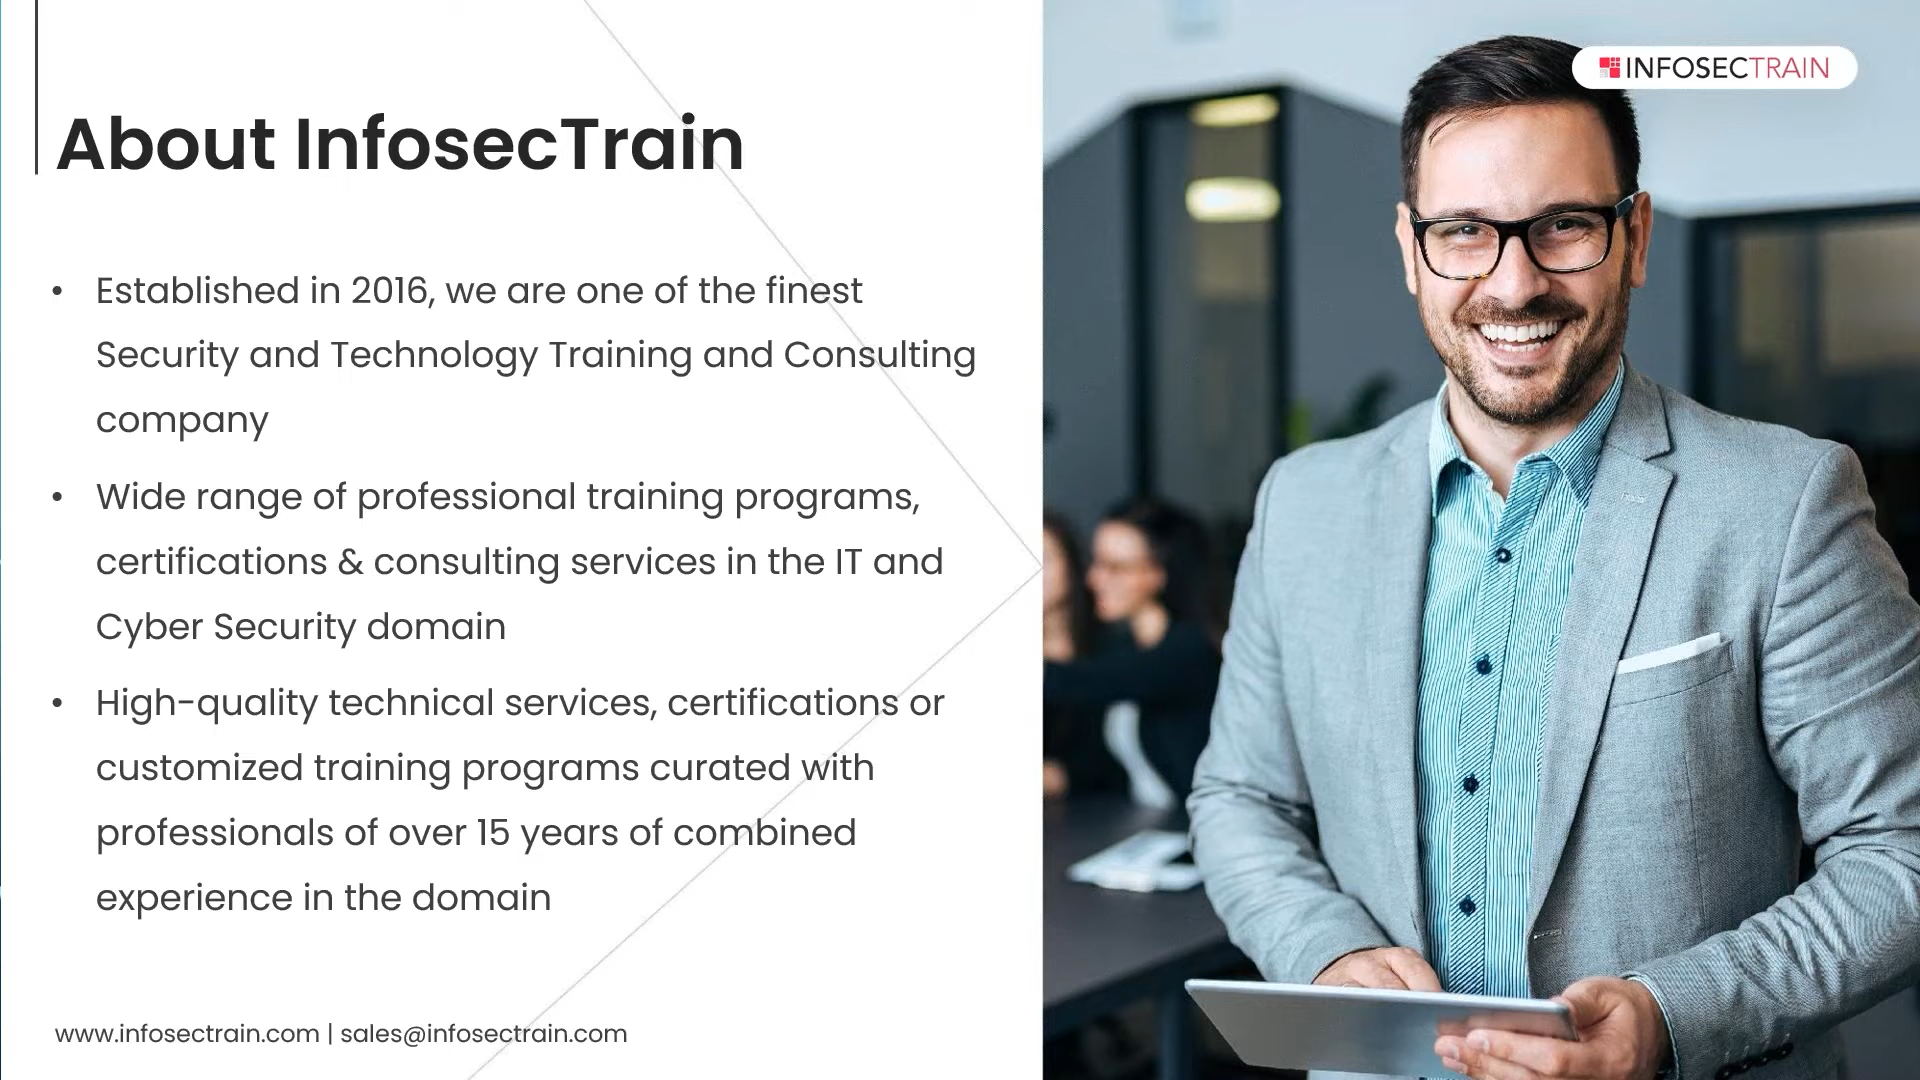 INFOSECTRAIN
About InfosecTrain
• Established in 2016, we are one of the finest
Security and Technology Training and Consulting
company
• Wide range of professional training programs,
certifications & consulting services in the IT and
Cyber Security domain
• High-quality technical services, certifications or
customized training programs curated with
professionals of over 15 years of combined
experience in the domain
www.infosectrain.com | sales@infosectrain.com